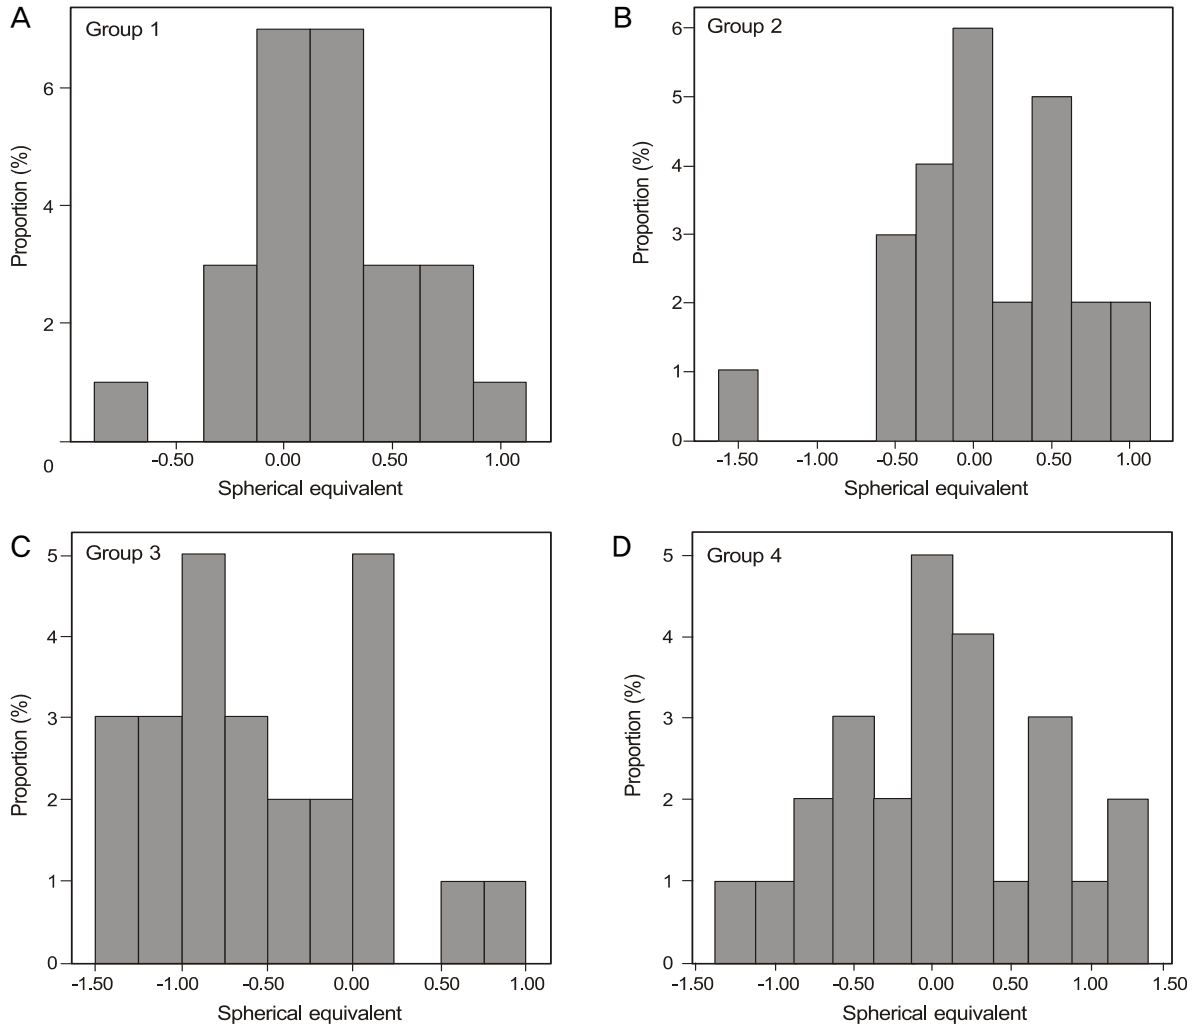 A
Group 1
Proportion (%)
6
4
2
0
-0.50 0.00 0.50 1.00
Spherical equivalent
B
Group 2
Proportion (%)
6
5
4
3
2
1
0
-1.50 -1.00 -0.50 0.00 0.50 1.00
Spherical equivalent
C
Group 3
Proportion (%)
5
4
3
2
1
0
-1.50 -1.00 -0.50 0.00 0.50 1.00
Spherical equivalent
D
Group 4
Proportion (%)
5
4
3
2
1
0
-1.50 -1.00 -0.50 0.00 0.50 1.00 1.50
Spherical equivalent